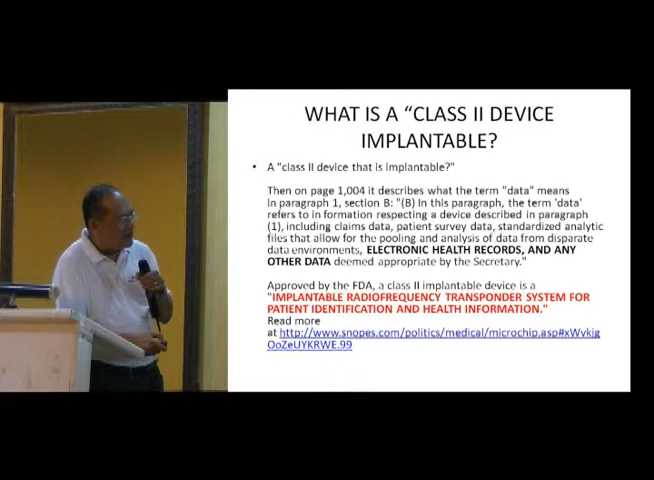 WHAT IS A “CLASS II DEVICE
IMPLANTABLE?
• A "class II device that is implantable?"
Then on page 1,004 it describes what the term "data" means
In paragraph 1, section B: "(B) In this paragraph, the term 'data'
refers to in formation respecting a device described in paragraph
(1), including claims data, patient survey data, standardized analytic
files that allow for the pooling and analysis of data from disparate
data environments, ELECTRONIC HEALTH RECORDS, AND ANY
OTHER DATA deemed appropriate by the Secretary."
Approved by the FDA, a class II implantable device is a
"IMPLANTABLE RADIOFREQUENCY TRANSPONDER SYSTEM FOR
PATIENT IDENTIFICATION AND HEALTH INFORMATION."
Read more
at http://www.snopes.com/politics/medical/microchip.asp#xWvkjg
OoZeUYKRWE.99